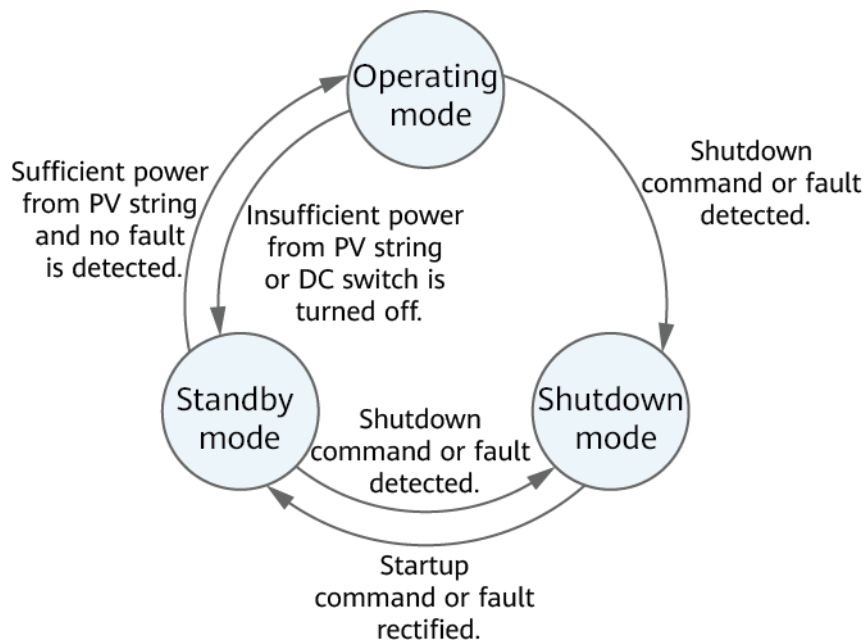 Operating
mode
Shutdown
command or fault
detected.
Sufficient power
from PV string
and no fault
is detected.
Insufficient power
from PV string
or DC switch is
turned off.
Standby
mode
Shutdown
command or fault
detected.
Shutdown
mode
Startup
command or fault
rectified.